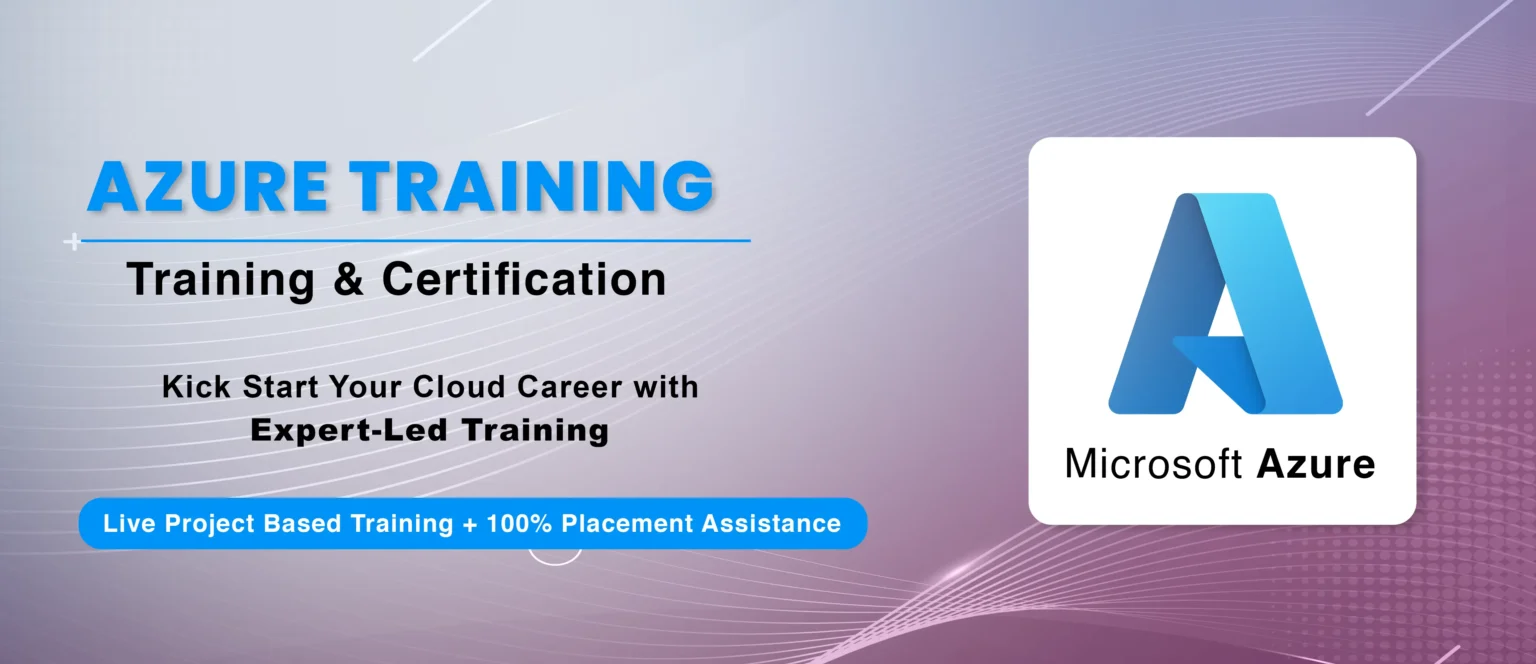 AZURE TRAINING
Training & Certification
Kick Start Your Cloud Career with
Expert-Led Training
Live Project Based Training + 100% Placement Assistance
Microsoft Azure